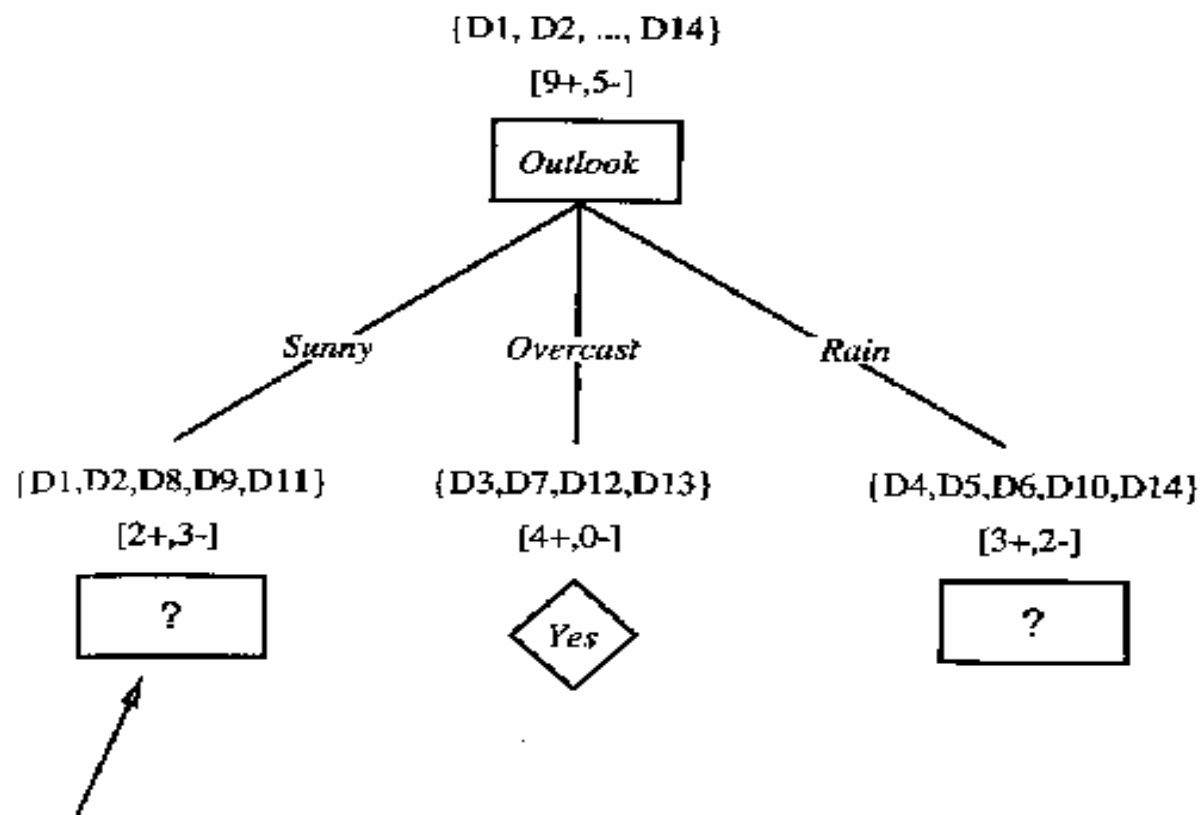 {D1, D2, ..., D14}
[9+,5-]
Outlook
Sunny
Overcast
Rain
{D1,D2,D8,D9,D11}
{D3,D7,D12,D13}
{D4,D5,D6,D10,D14}
[2+,3-]
[4+,0-]
[3+,2-]
?
Yes
?